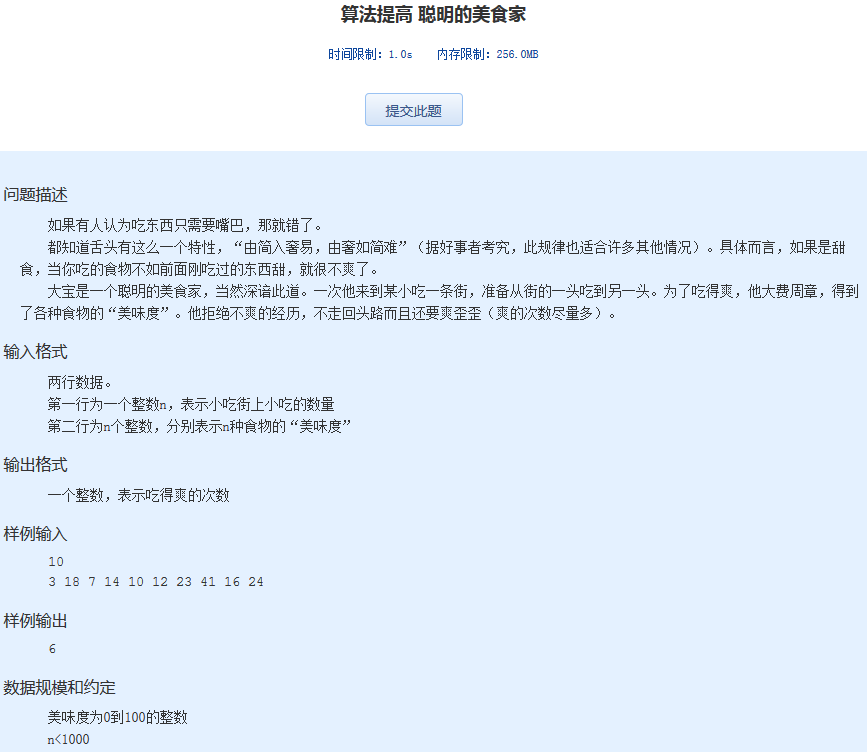 算法提高 聪明的美食家
时间限制：1.0s 内存限制：256.0MB
提交此题
问题描述
如果有人认为吃东西只需要嘴巴，那就错了。
都知道舌头有这么一个特性，“由简入奢易，由奢如简难”（据好事者考究，此规律也适合许多其他情况）。具体而言，如果是甜
食，当你吃的食物不如前面刚吃过的东西甜，就很不爽了。
大宝是一个聪明的美食家，当然深谙此道。一次他来到某小吃一条街，准备从街的一头吃到另一头。为了吃得爽，他大费周章，得到
了各种食物的“美味度”。他拒绝不爽的经历，不走回头路而且还要爽歪歪（爽的次数尽量多）。
输入格式
两行数据。
第一行为一个整数n，表示小吃街上小吃的数量
第二行为n个整数，分别表示n种食物的“美味度”
输出格式
一个整数，表示吃得爽的次数
样例输入
10
3 18 7 14 10 12 23 41 16 24
样例输出
6
数据规模和约定
美味度为0到100的整数
n<1000